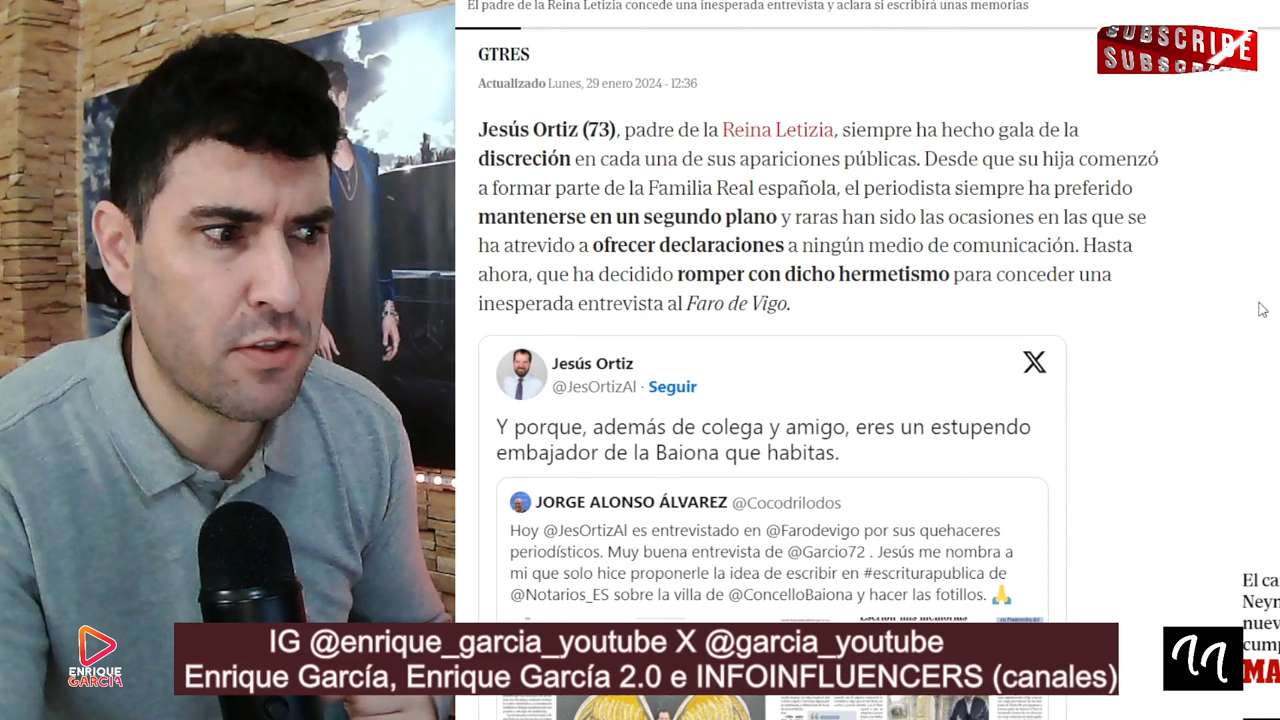 El padre de la Reina Letizia concede una inesperada entrevista y aclara si escribirá unas memorias
GTRES
Actualizado Lunes, 29 enero 2024 - 12:36
SUBSCRIBE
SUBSCRIBE
Jesús Ortiz (73), padre de la Reina Letizia, siempre ha hecho gala de la
discreción en cada una de sus apariciones públicas. Desde que su hija comenzó
a formar parte de la Familia Real española, el periodista siempre ha preferido
mantenerse en un segundo plano y raras han sido las ocasiones en las que se
ha atrevido a ofrecer declaraciones a ningún medio de comunicación. Hasta
ahora, que ha decidido romper con dicho hermetismo para conceder una
inesperada entrevista al Faro de Vigo.
Jesús Ortiz
@JesOrtizAl · Seguir
Y porque, además de colega y amigo, eres un estupendo
embajador de la Baiona que habitas.
JORGE ALONSO ÁLVAREZ @Cocodrilodos
Hoy @JesOrtizAl es entrevistado en @Farodevigo por sus quehaceres
periodísticos. Muy buena entrevista de @Garcio72 . Jesús me nombra a
mi que solo hice proponerle la idea de escribir en #escriturapublica de
@Notarios_ES sobre la villa de @ConcelloBaiona y hacer las fotillos. 🙏
El ca
Neyn
nuev
cump
MA
ENRIQUE
GARCÍA
IG @enrique_garcia_youtube X @garcia_youtube
Enrique García, Enrique García 2.0 e INFOINFLUENCERS (canales)